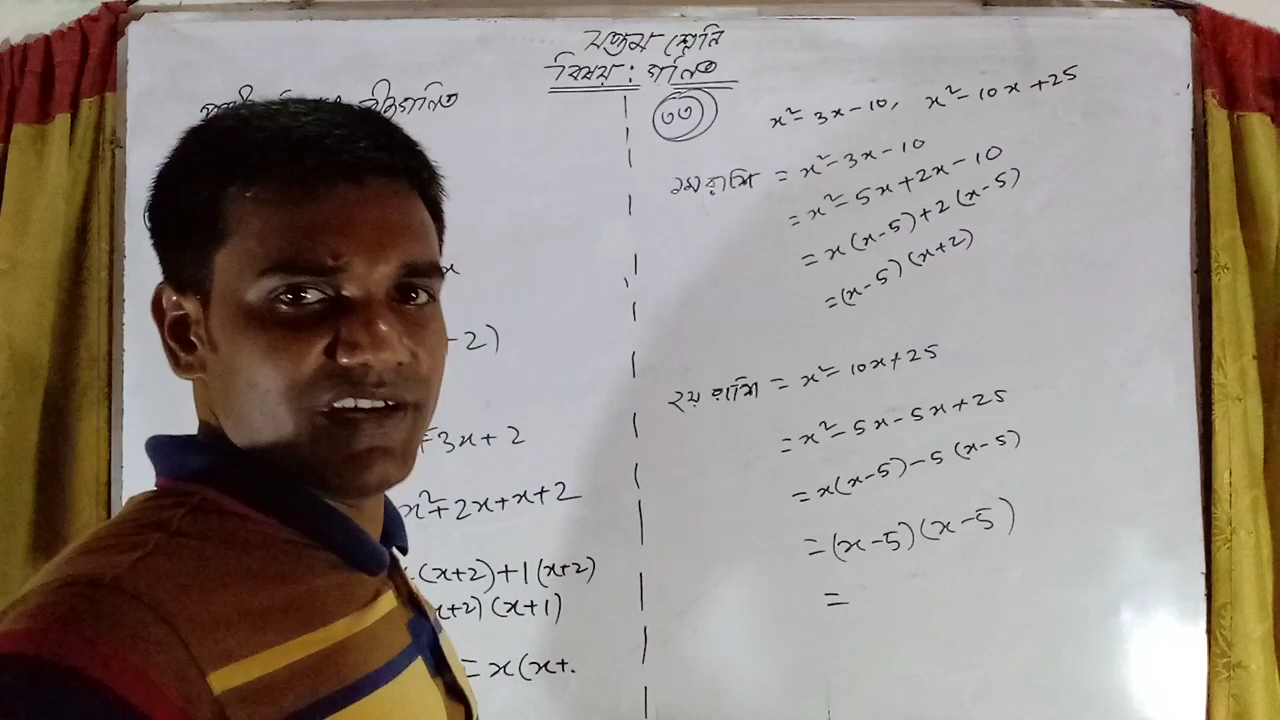 সপ্তম শ্রেনি
বিষয় : গনিত
বীজগনিত
x
-2)
=3x+2
x²+2x+x+2
(x+2)+1(x+2)
x+2) (x+1)
= x(x+
৩৩
x²-3x-10, x²-10x+25
১ম রাশি = x²-3x-10
= x²-5x+2x-10
= x(x-5)+2(x-5)
=(x-5)(x+2)
২য় রাশি = x²-10x+25
= x²-5x-5x+25
= x(x-5)-5(x-5)
= (x-5)(x-5)
=